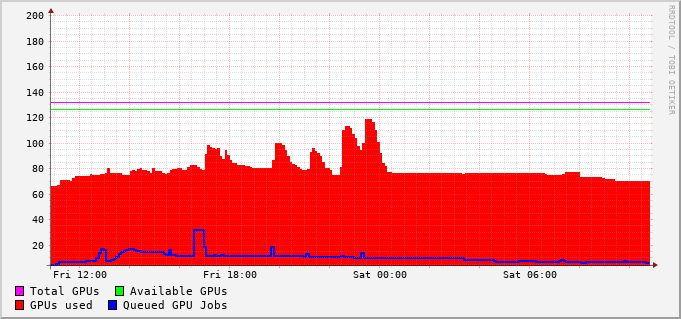 200
180
160
140
120
100
80
60
40
20
Fri 12:00 Fri 18:00 Sat 00:00 Sat 06:00
Total GPUs Available GPUs
GPUs used Queued GPU Jobs
RRDTOOL / TOBI OETIKER